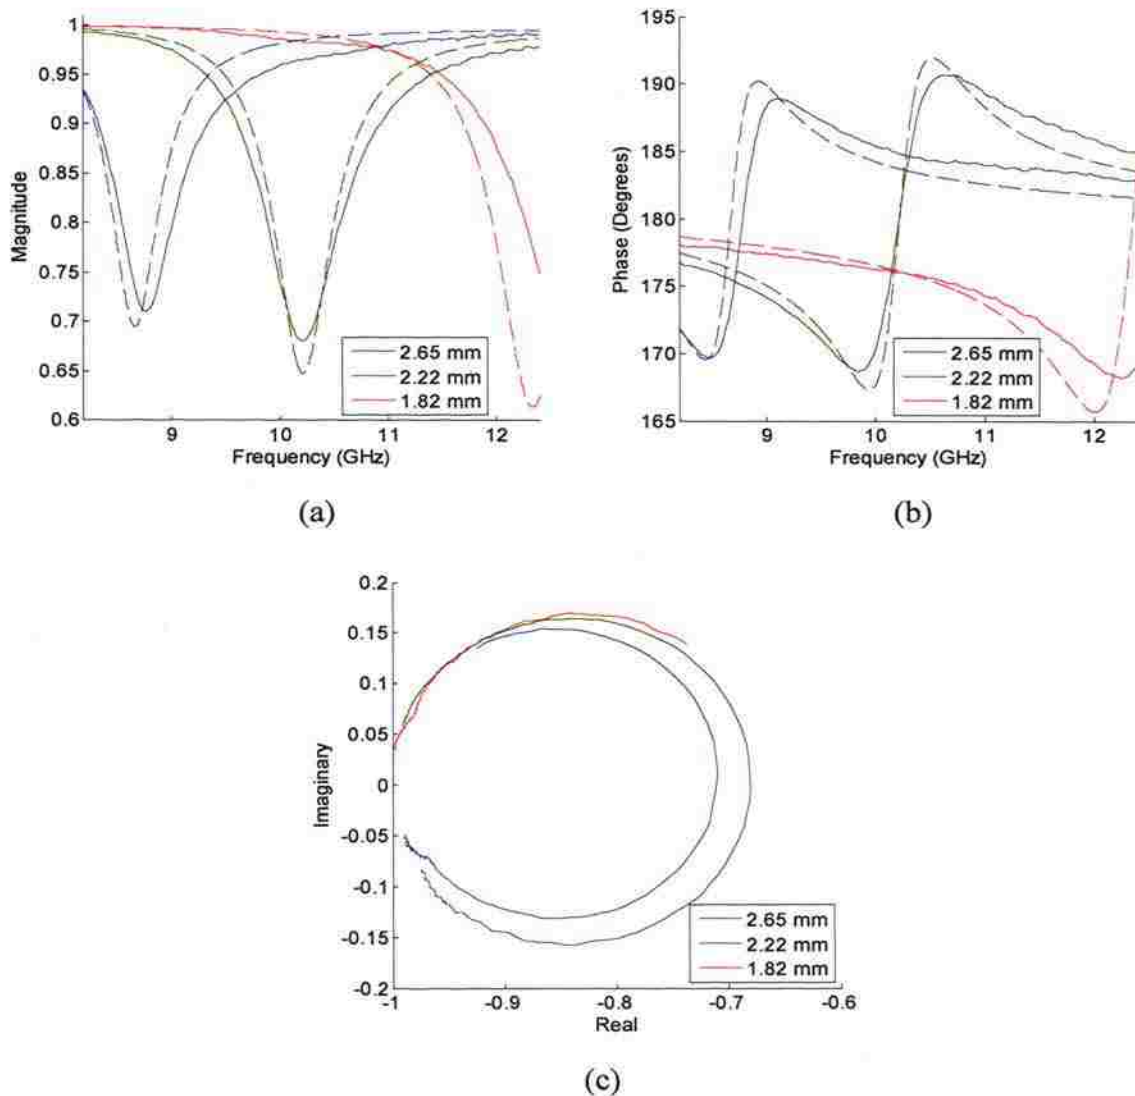 1
0.95
0.9
0.85
0.8
0.75
0.7
0.65
0.6
Magnitude
9
10
11
12
Frequency (GHz)
2.65 mm
2.22 mm
1.82 mm
(a)
195
190
185
180
175
170
165
Phase (Degrees)
9
10
11
12
Frequency (GHz)
2.65 mm
2.22 mm
1.82 mm
(b)
0.2
0.15
0.1
0.05
0
-0.05
-0.1
-0.15
-0.2
Imaginary
-1
-0.9
-0.8
-0.7
-0.6
Real
2.65 mm
2.22 mm
1.82 mm
(c)